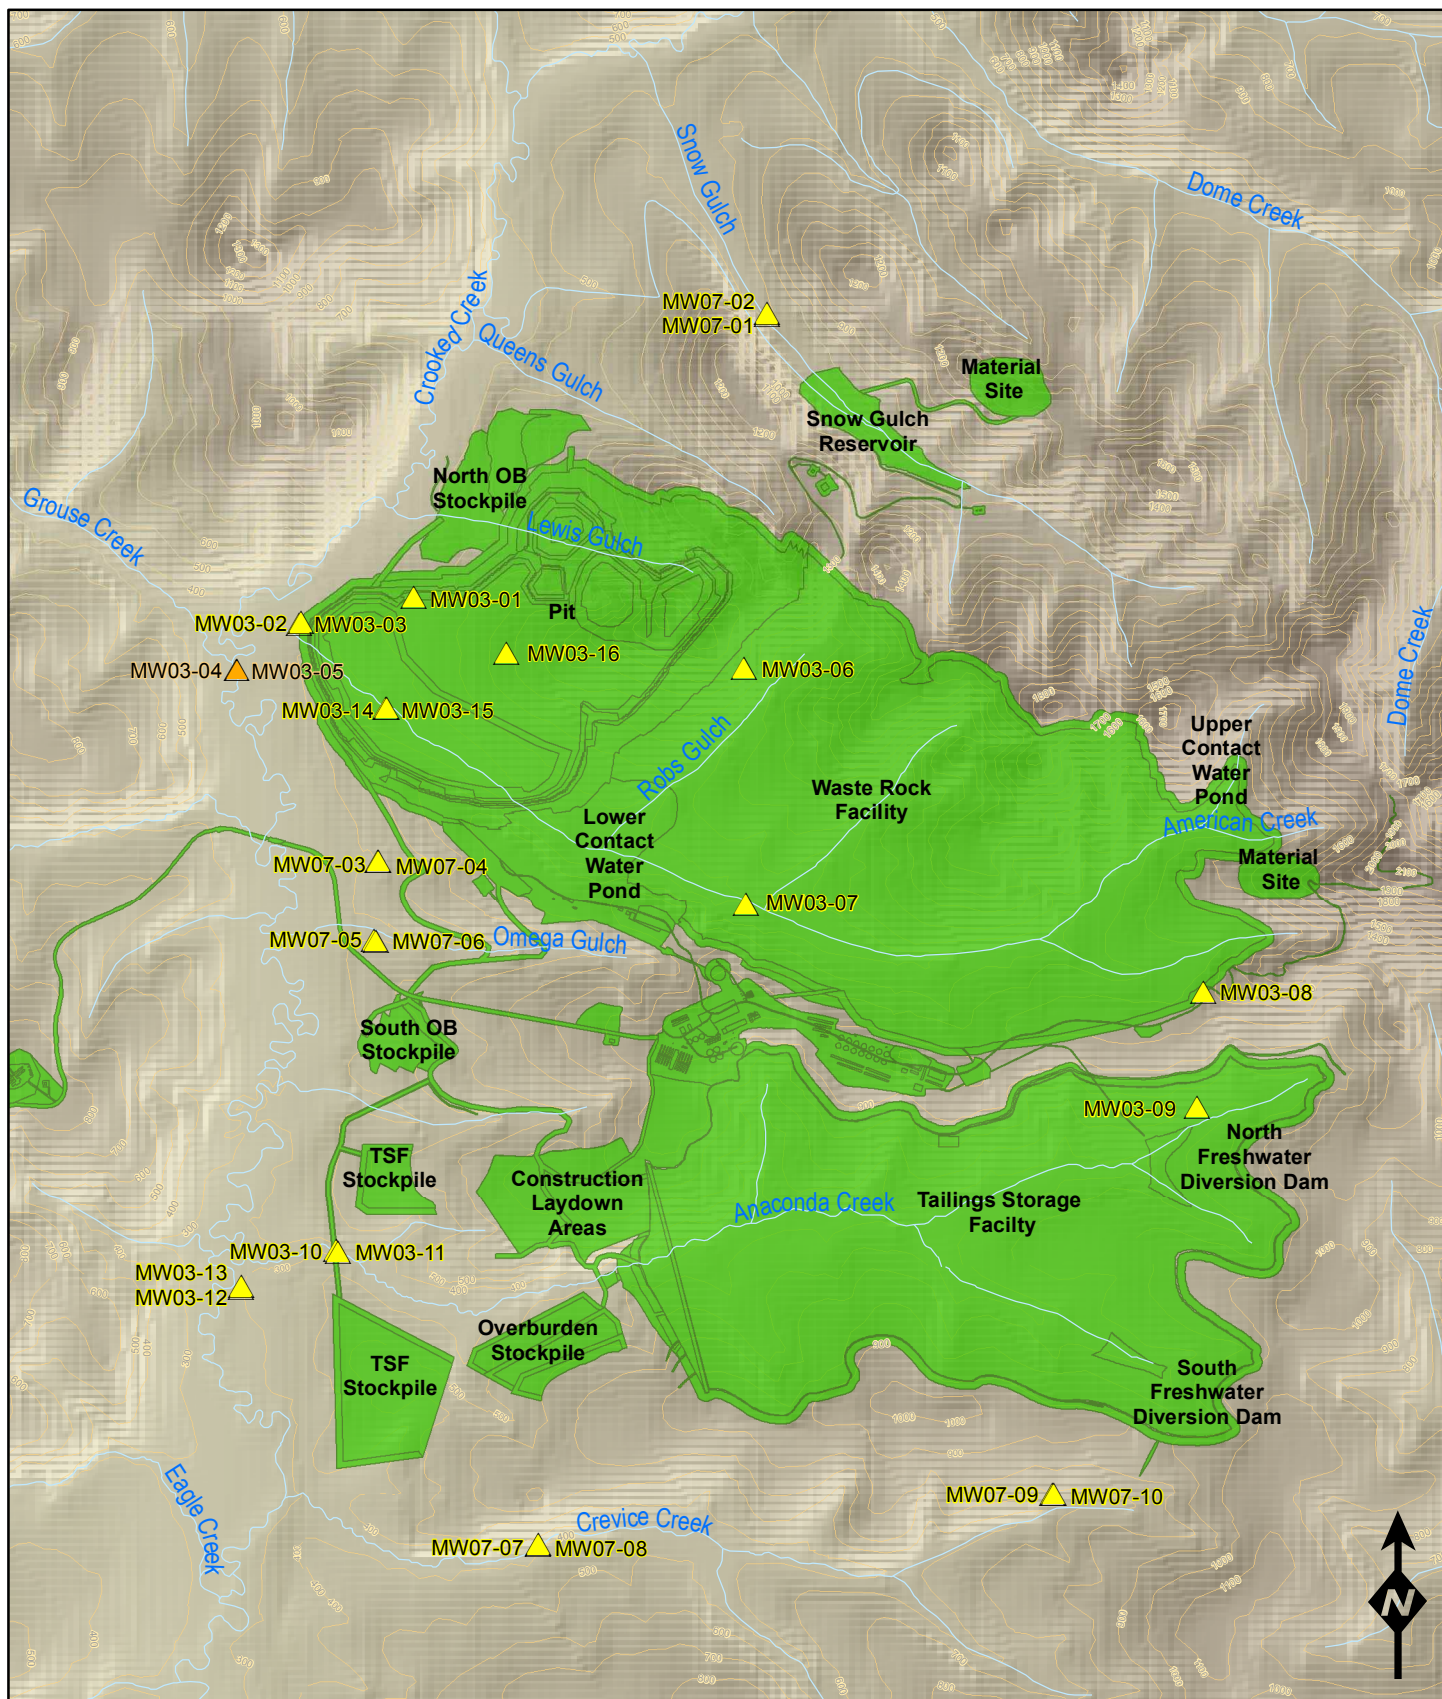 Snow Gulch
Dome Creek
Crooked Creek
MW07-02
MW07-01
Queens Gulch
Material
Site
Snow Gulch
Reservoir
North OB
Stockpile
Grouse Creek
Lewis Gulch
MW03-01
Pit
MW03-02
MW03-03
MW03-16
MW03-04
MW03-05
MW03-06
Dome Creek
MW03-14
MW03-15
Robs Gulch
Upper
Contact
Water
Pond
Waste Rock
Facility
American Creek
Lower
Contact
Water
Pond
MW07-03
MW07-04
Material
Site
MW03-07
MW07-05
MW07-06
Omega Gulch
MW03-08
South OB
Stockpile
MW03-09
North
Freshwater
Diversion Dam
TSF
Stockpile
Construction
Laydown
Areas
Anaconda Creek
Tailings Storage
Facilty
MW03-10
MW03-11
MW03-13
MW03-12
Overburden
Stockpile
TSF
Stockpile
South
Freshwater
Diversion Dam
Eagle Creek
MW07-09
MW07-10
Crevice Creek
MW07-07
MW07-08
N